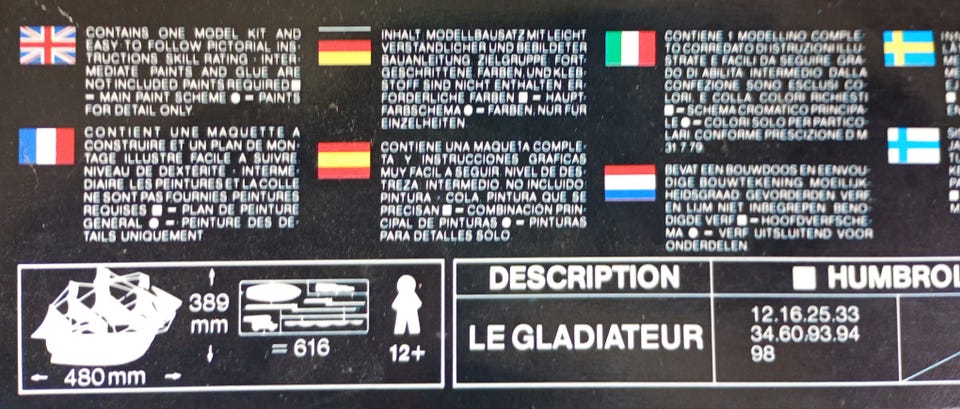 CONTAINS ONE MODEL KIT AND
EASY TO FOLLOW PICTORIAL INS-
TRUCTIONS SKILL RATING · INTER-
MEDIATE PAINTS AND GLUE ARE
NOT INCLUDED PAINTS REQUIRED ■
= MAIN PAINT SCHEME ● = PAINTS
FOR DETAIL ONLY
CONTIENT UNE MAQUETTE A
CONSTRUIRE ET UN PLAN DE MON-
TAGE ILLUSTRE FACILE A SUIVRE.
NIVEAU DE DEXTERITE · INTERME-
DIAIRE. LES PEINTURES ET LA COLLE
NE SONT PAS FOURNIES PEINTURES
REQUISES ■ = PLAN DE PEINTURE
GENERAL ● = PEINTURE DES DE-
TAILS UNIQUEMENT
INHALT MODELLBAUSATZ MIT LEICHT
VERSTANDLICHER UND BEBILDETER
BAUANLEITUNG ZIELGRUPPE FORT-
GESCHRITTENE FARBEN, UND KLEB-
STOFF SIND NICHT ENTHALTEN ER-
FORDERLICHE FARBEN ■ = HAUPT-
FARBSCHEMA ● = FARBEN, NUR FÜR
EINZELHEITEN.
CONTIENE UNA MAQUETA COMPLE-
TA Y INSTRUCCIONES GRAFICAS
MUY FACIL A SEGUIR NIVEL DE DES-
TREZA INTERMEDIO. NO INCLUIDO
PINTURA · COLA, PINTURA QUE SE
PRECISAN ■ = COMBINACIÓN PRIN-
CIPAL DE PINTURAS ● = PINTURAS
PARA DETALLES SÓLO
CONTIENE 1 MODELLINO COMPLE-
TO CORREDATO DI ISTRUZIONI ILLU-
STRATE E FACILI DA SEGUIRE, GRA-
DO DI ABILITA INTERMEDIO DALLA
CONFEZIONE SONO ESCLUSI CO-
LORI, E COLLA COLORI RICHIESTI
■ = SCHEMA CROMATICO PRINCIPA-
LE ● = COLORI SOLO PER PARTICO-
LARI CONFORME PRESCIZIONE D M
31 7 79
BEVAT EEN BOUWDOOS EN EENVOU-
DIGE BOUWTEKENING MOEILIJK-
HEIDSGRAAD GEVORDERDEN VERF
EN LIJM NIET INBEGREPEN BENO-
DIGDE VERF ■ = HOOFDVERFSCHE-
MA ● = VERF UITSLUITEND VOOR
ONDERDELEN
389
mm
480mm
= 616
12+
DESCRIPTION
■ HUMBROL
LE GLADIATEUR
12.16.25.33
34.60.93.94
98